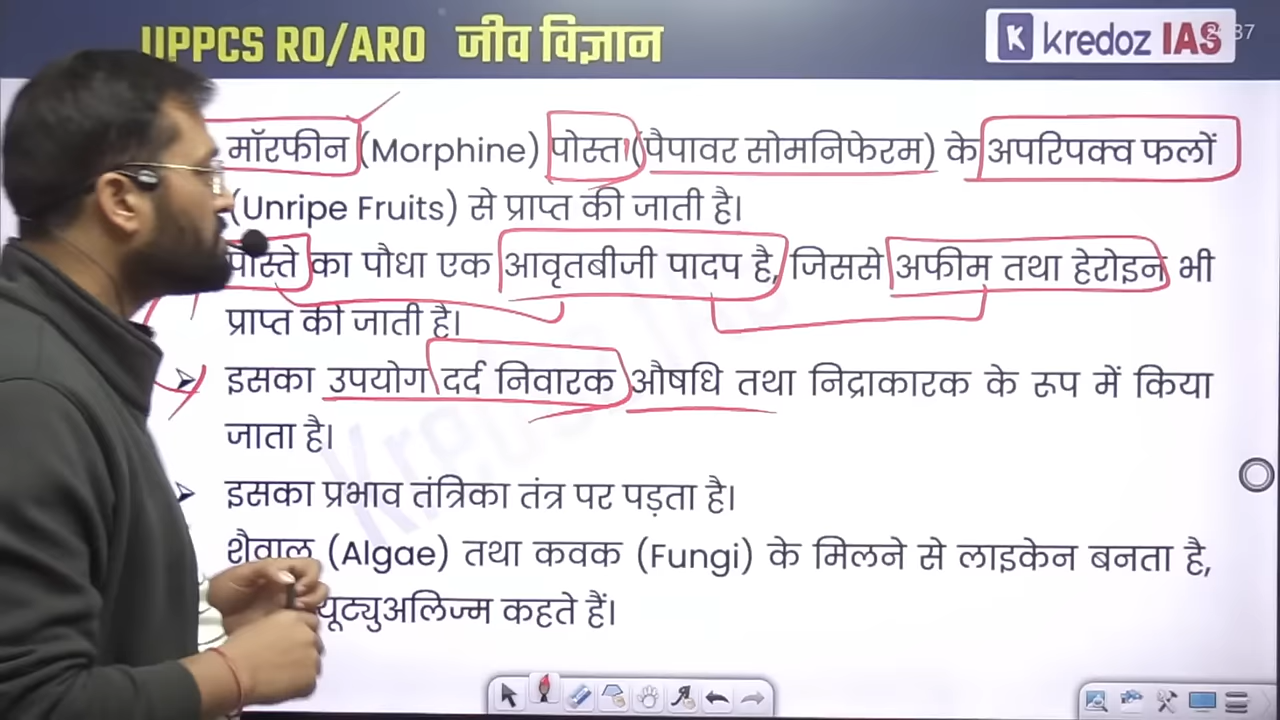 UPPCS RO/ARO जीव विज्ञान
kredoz IAS
मॉरफीन (Morphine) पोस्त (पैपावर सोमनिफेरम) के अपरिपक्व फलों
(Unripe Fruits) से प्राप्त की जाती है।
पोस्ते का पौधा एक आवृतबीजी पादप है, जिससे अफीम तथा हेरोइन भी
प्राप्त की जाती है।
➢ इसका उपयोग दर्द निवारक औषधि तथा निद्राकारक के रूप में किया
जाता है।
➢ इसका प्रभाव तंत्रिका तंत्र पर पड़ता है।
शैवाल (Algae) तथा कवक (Fungi) के मिलने से लाइकेन बनता है,
कहते हैं।